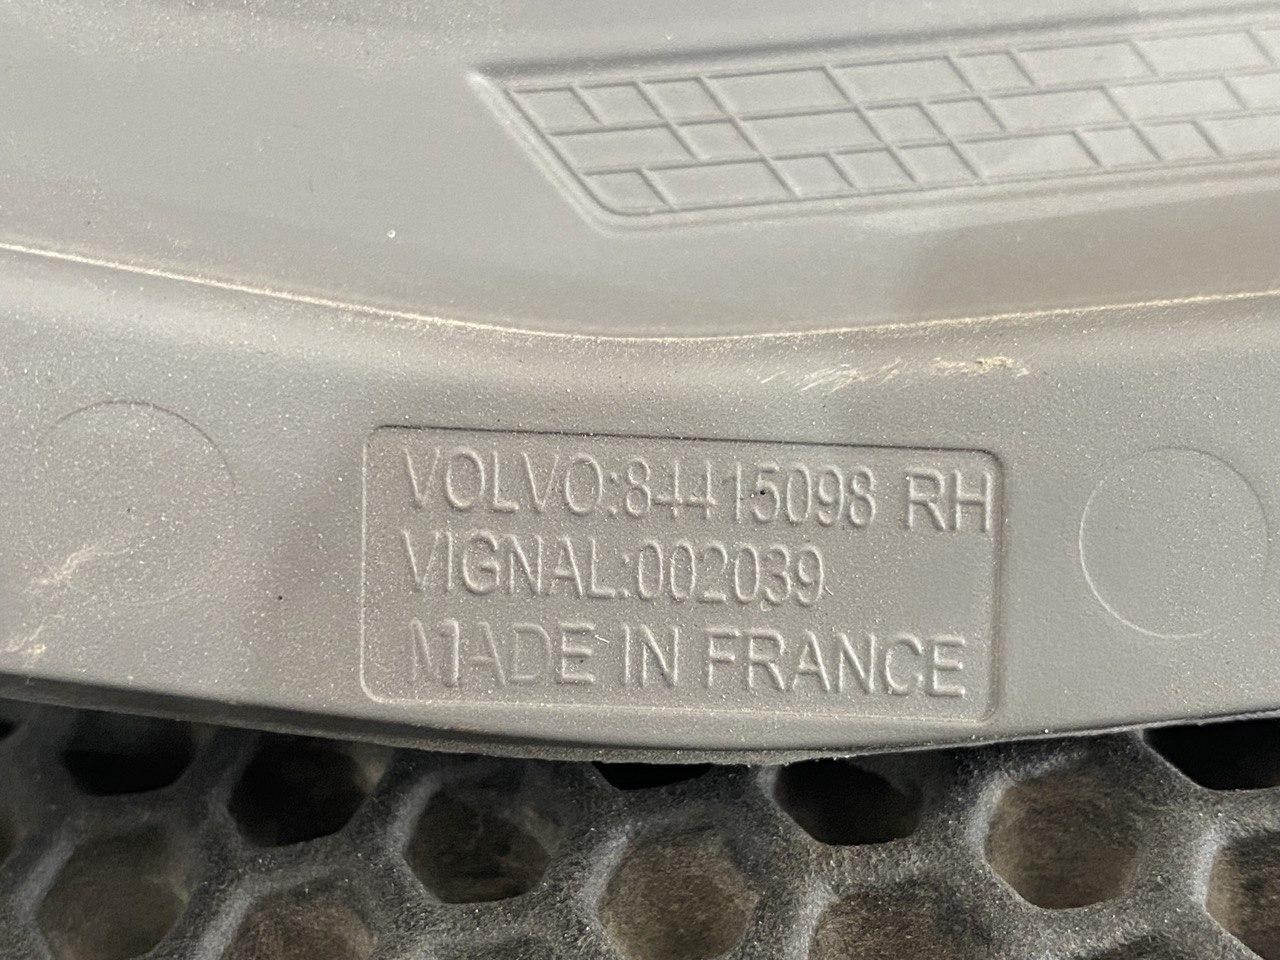 VOLVO:84415098 RH
VIGNAL:002039
MADE IN FRANCE